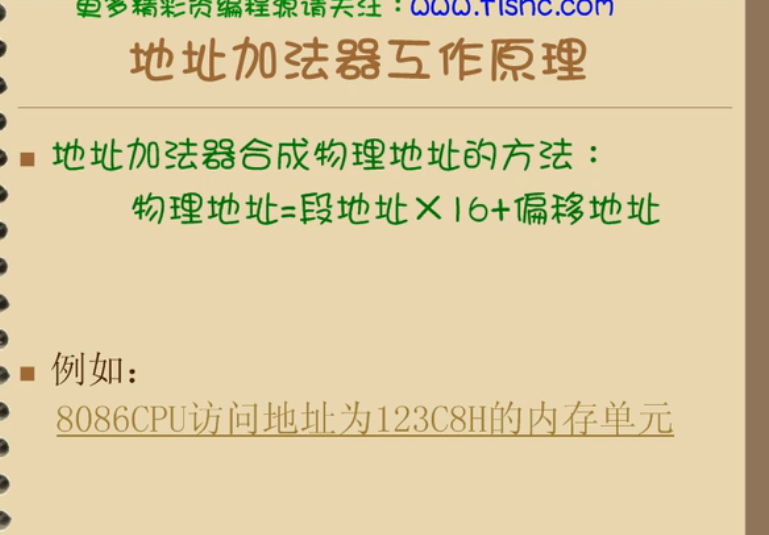 更多精彩资编程源请关注：www.fishc.com
地址加法器工作原理
地址加法器合成物理地址的方法：
物理地址=段地址×16+偏移地址
例如：
8086CPU访问地址为123C8H的内存单元